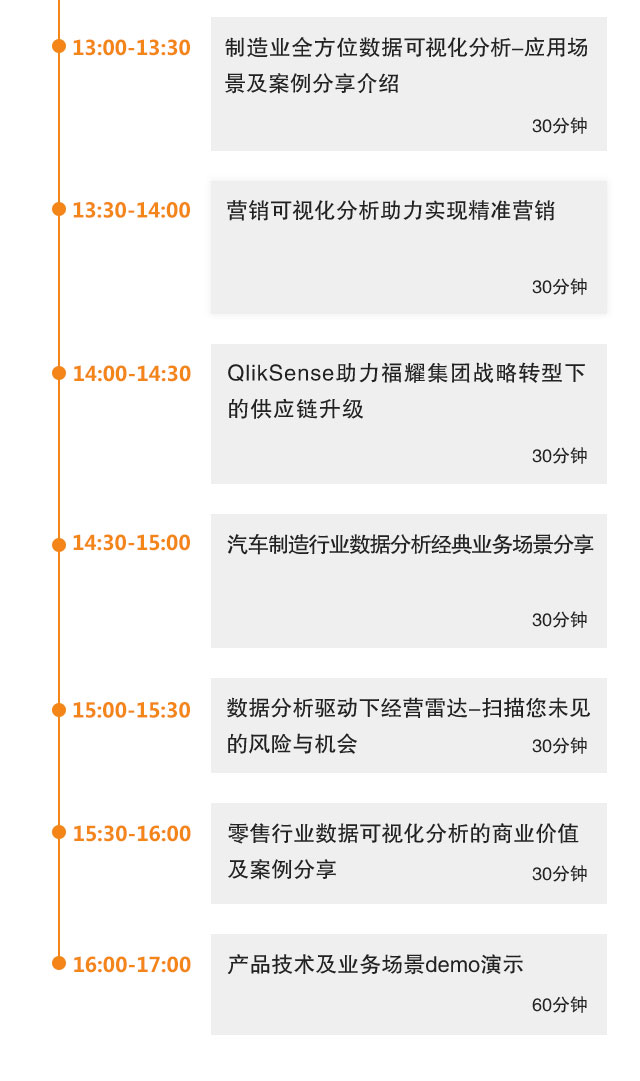 13:00-13:30
制造业全方位数据可视化分析–应用场
景及案例分享介绍
30分钟
13:30-14:00
营销可视化分析助力实现精准营销
30分钟
14:00-14:30
QlikSense助力福耀集团战略转型下
的供应链升级
30分钟
14:30-15:00
汽车制造行业数据分析经典业务场景分享
30分钟
15:00-15:30
数据分析驱动下经营雷达–扫描您未见
的风险与机会
30分钟
15:30-16:00
零售行业数据可视化分析的商业价值
及案例分享
30分钟
16:00-17:00
产品技术及业务场景demo演示
60分钟